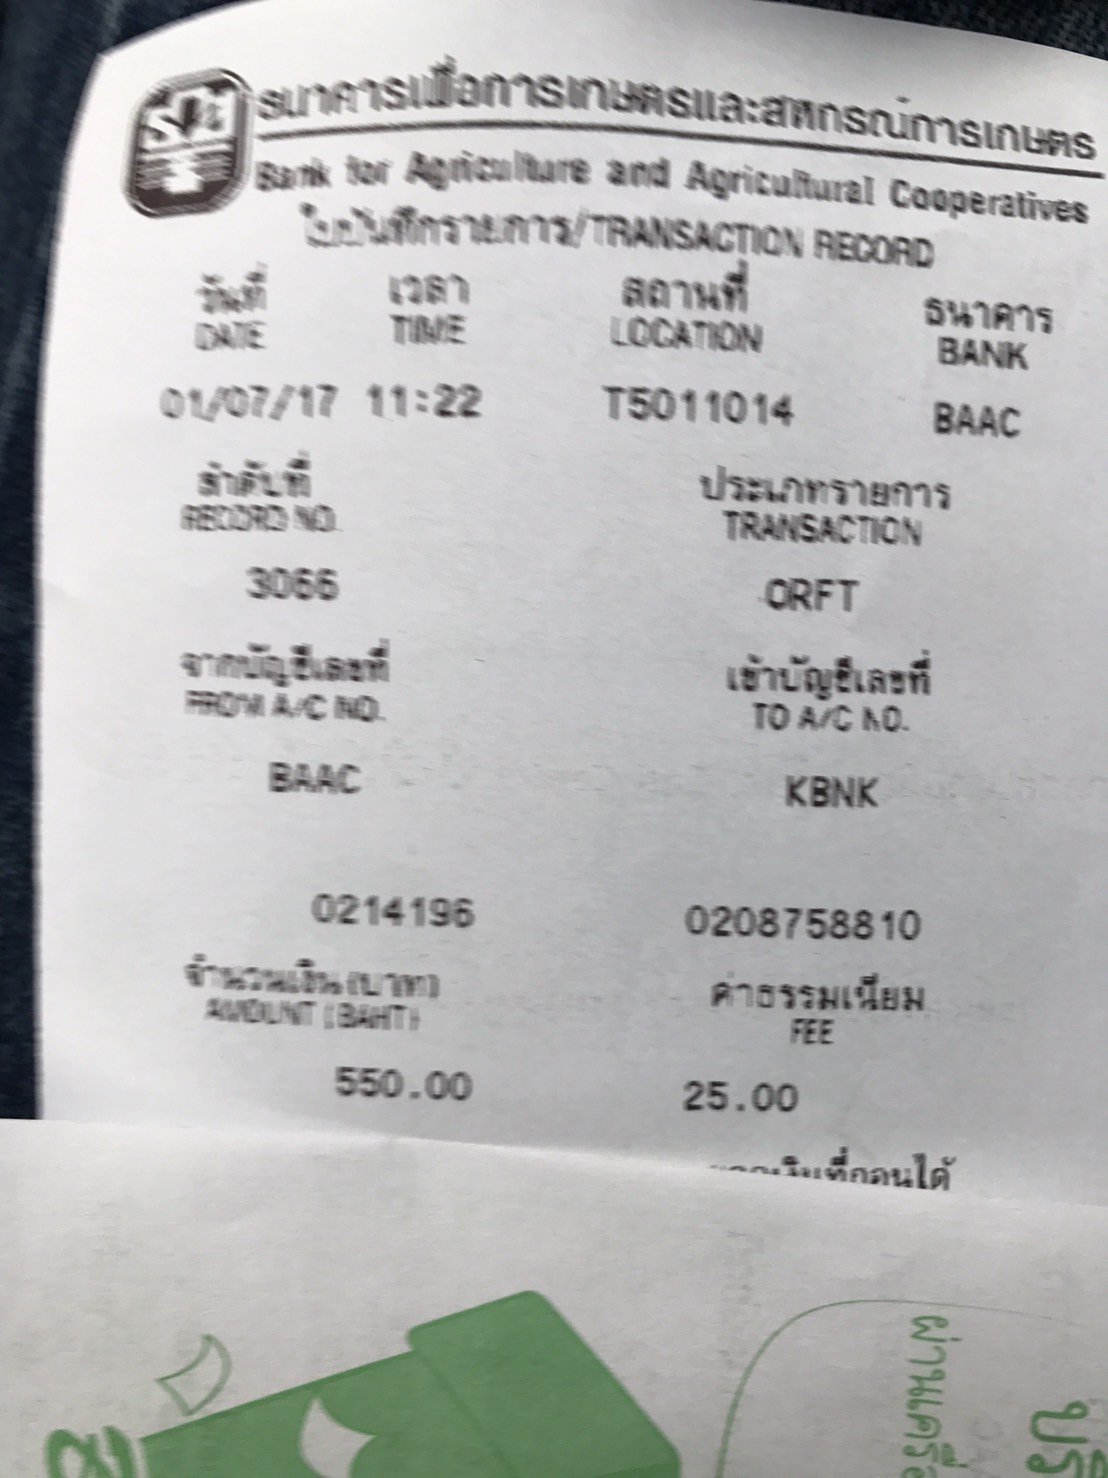 ธนาคารเพื่อการเกษตรและสหกรณ์การเกษตร
Bank for Agriculture and Agricultural Cooperatives
ใบบันทึกรายการ/TRANSACTION RECORD
วันที่ เวลา สถานที่ ธนาคาร
DATE TIME LOCATION BANK
01/07/17 11:22 T5011014 BAAC
ลำดับที่ ประเภทรายการ
RECORD NO. TRANSACTION
3066 ORFT
จากบัญชีเลขที่ เข้าบัญชีเลขที่
FROM A/C NO. TO A/C NO.
BAAC KBNK
0214196 0208758810
จำนวนเงิน (บาท) ค่าธรรมเนียม
AMOUNT (BAHT) FEE
550.00 25.00
ที่ถอนได้
ผ่านเครื่